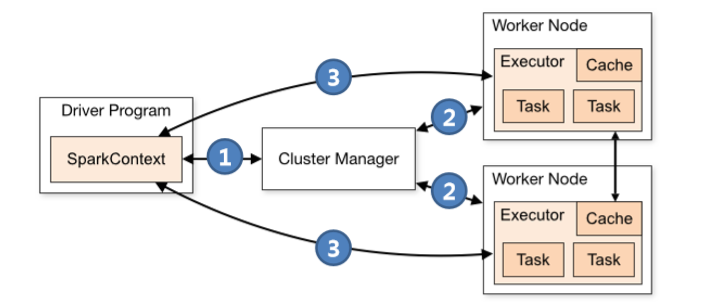 Driver Program
SparkContext
1
Cluster Manager
2
2
3
3
Worker Node
Executor
Cache
Task
Task
Worker Node
Executor
Cache
Task
Task